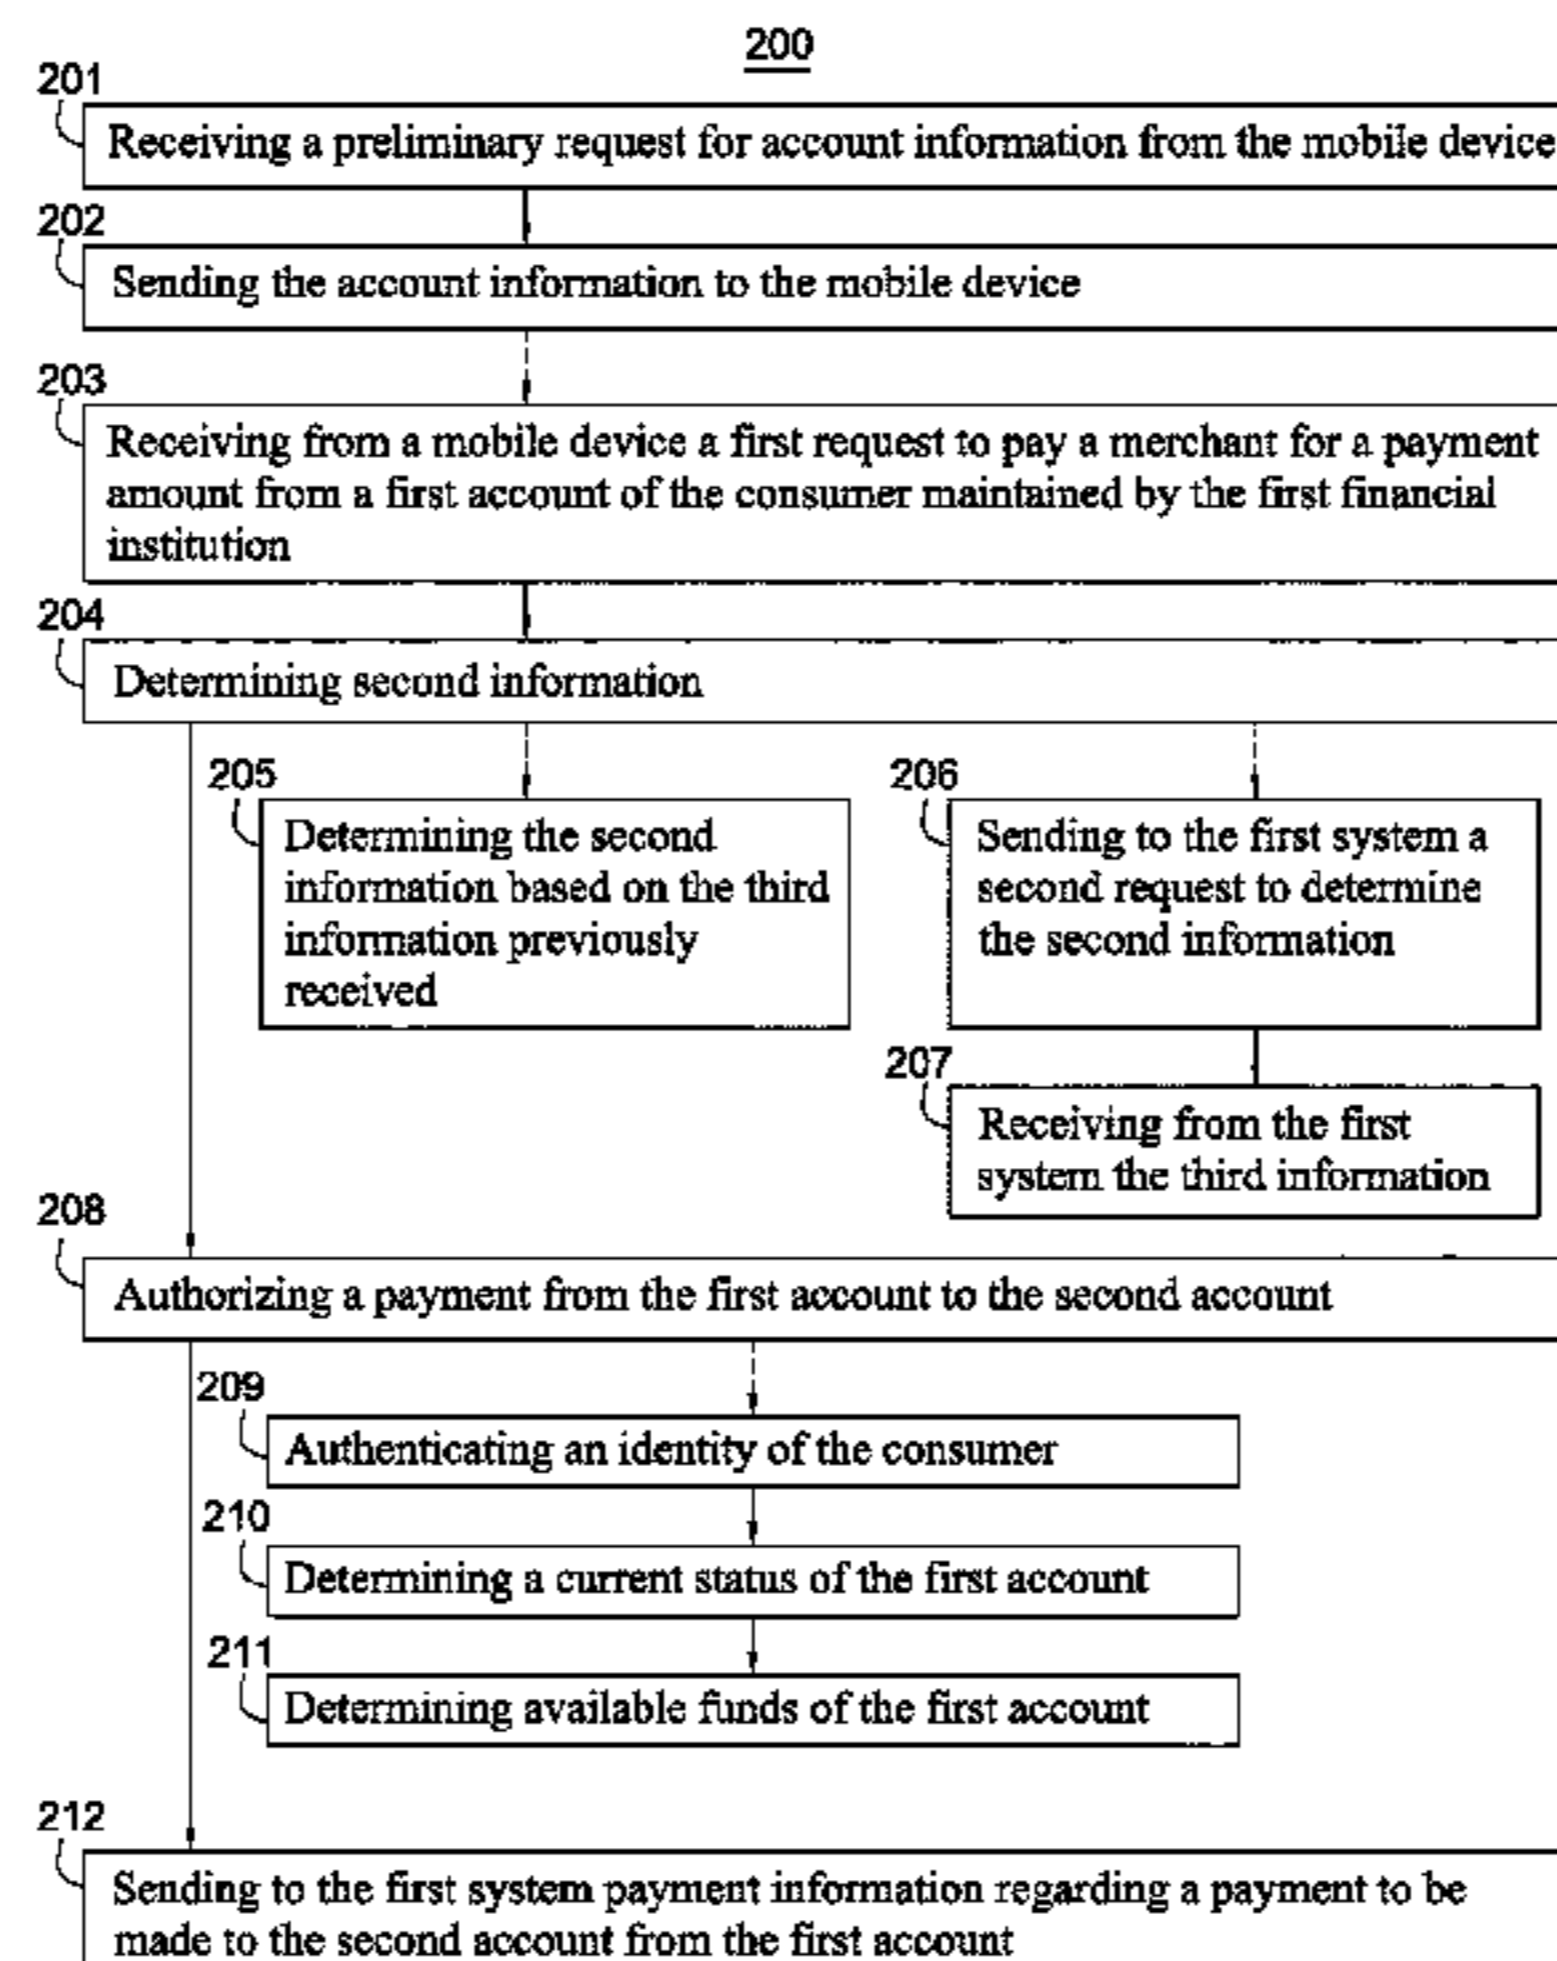 200
201
Receiving a preliminary request for account information from the mobile device
202
Sending the account information to the mobile device
203
Receiving from a mobile device a first request to pay a merchant for a payment
amount from a first account of the consumer maintained by the first financial
institution
204
Determining second information
205
Determining the second
information based on the third
information previously
received
206
Sending to the first system a
second request to determine
the second information
207
Receiving from the first
system the third information
208
Authorizing a payment from the first account to the second account
209
Authenticating an identity of the consumer
210
Determining a current status of the first account
211
Determining available funds of the first account
212
Sending to the first system payment information regarding a payment to be
made to the second account from the first account